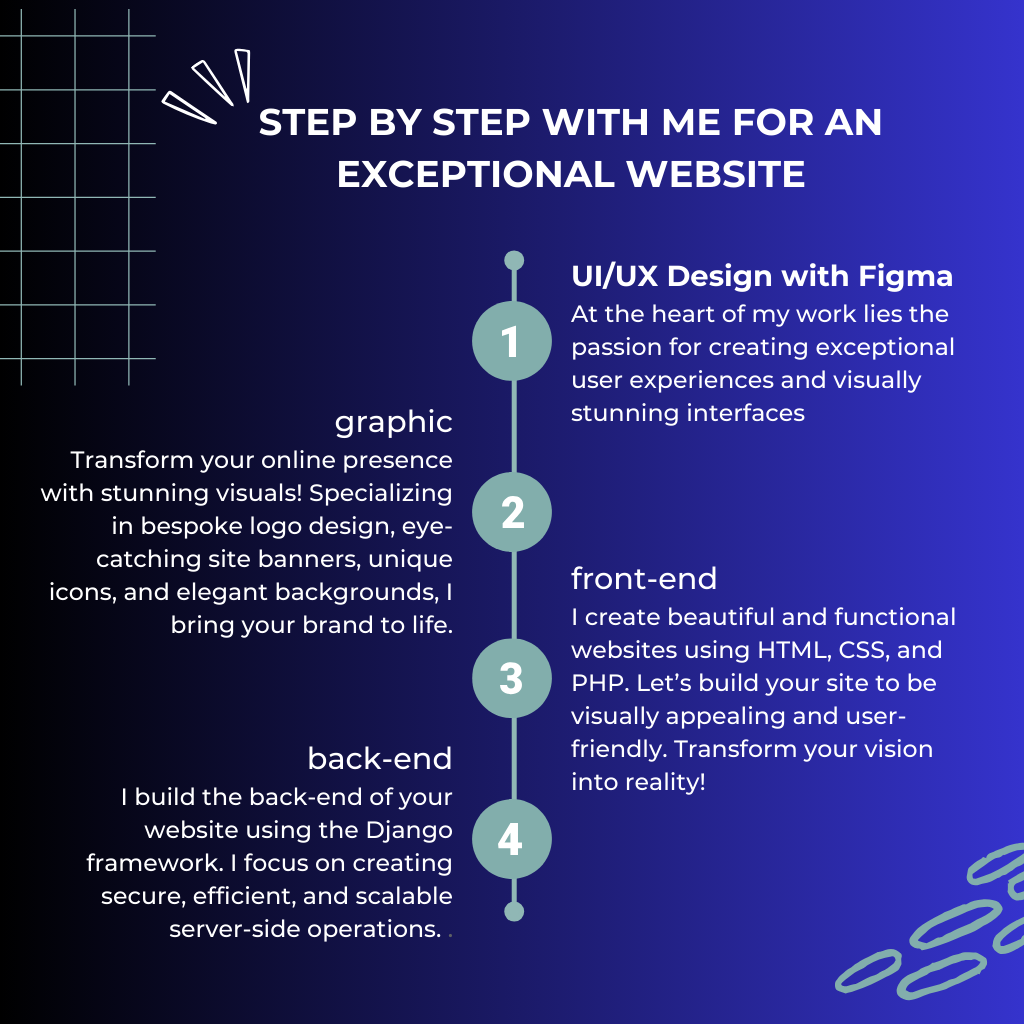 STEP BY STEP WITH ME FOR AN
EXCEPTIONAL WEBSITE
1
UI/UX Design with Figma
At the heart of my work lies the
passion for creating exceptional
user experiences and visually
stunning interfaces
2
graphic
Transform your online presence
with stunning visuals! Specializing
in bespoke logo design, eye-
catching site banners, unique
icons, and elegant backgrounds, I
bring your brand to life.
3
front-end
I create beautiful and functional
websites using HTML, CSS, and
PHP. Let’s build your site to be
visually appealing and user-
friendly. Transform your vision
into reality!
4
back-end
I build the back-end of your
website using the Django
framework. I focus on creating
secure, efficient, and scalable
server-side operations. .